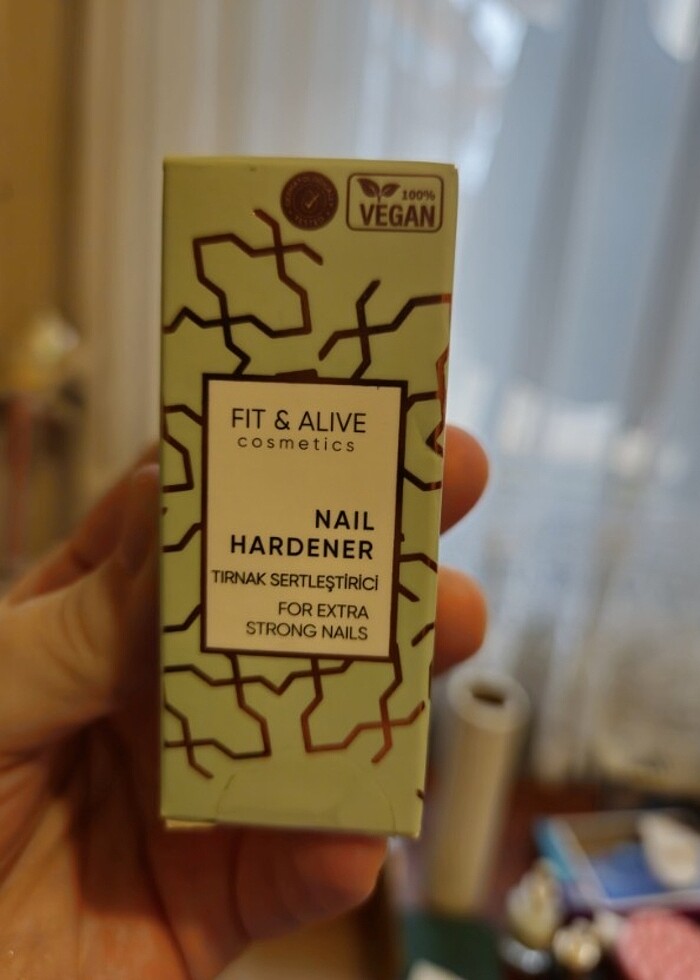 100%
VEGAN
FIT & ALIVE
cosmetics
NAIL
HARDENER
TIRNAK SERTLEŞTİRİCİ
FOR EXTRA
STRONG NAILS